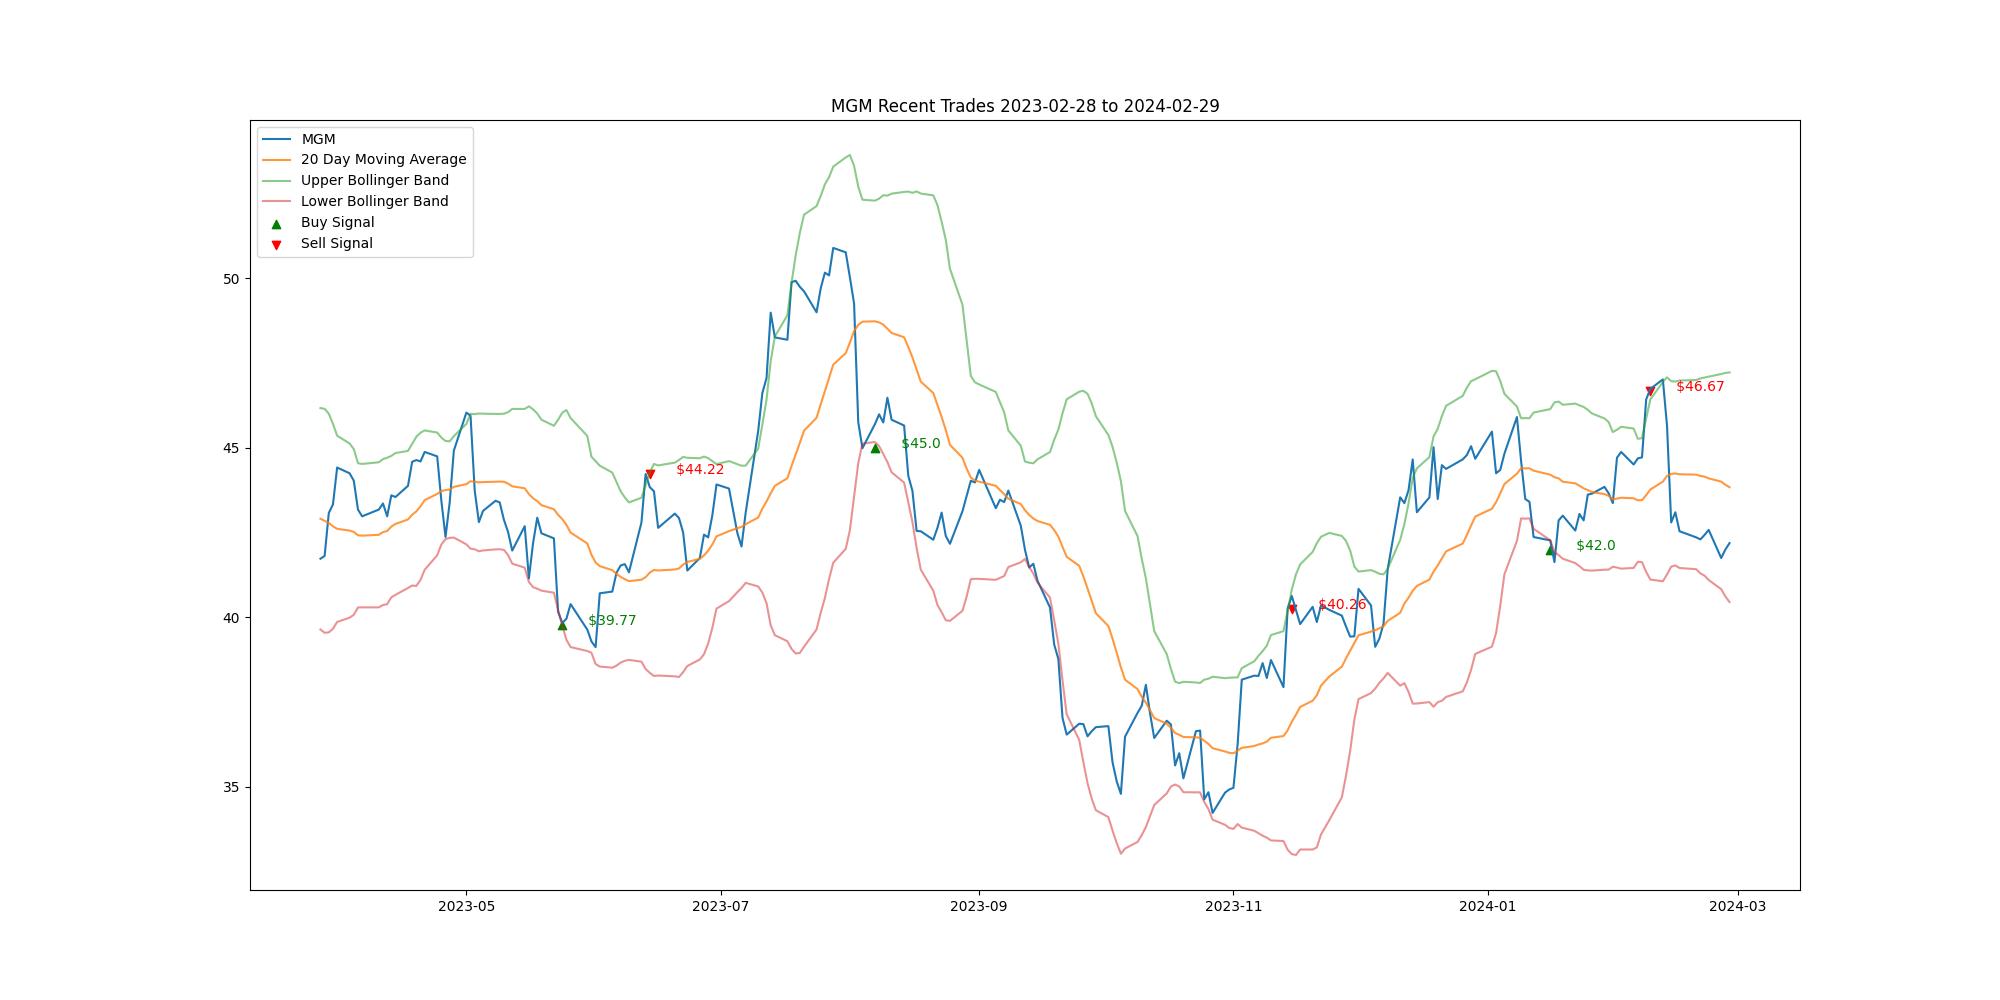 MGM Recent Trades 2023-02-28 to 2024-02-29
MGM
20 Day Moving Average
Upper Bollinger Band
Lower Bollinger Band
Buy Signal
Sell Signal
50
45
40
35
$44.22
$39.77
$45.0
$40.26
$42.0
$46.67
2023-05
2023-07
2023-09
2023-11
2024-01
2024-03